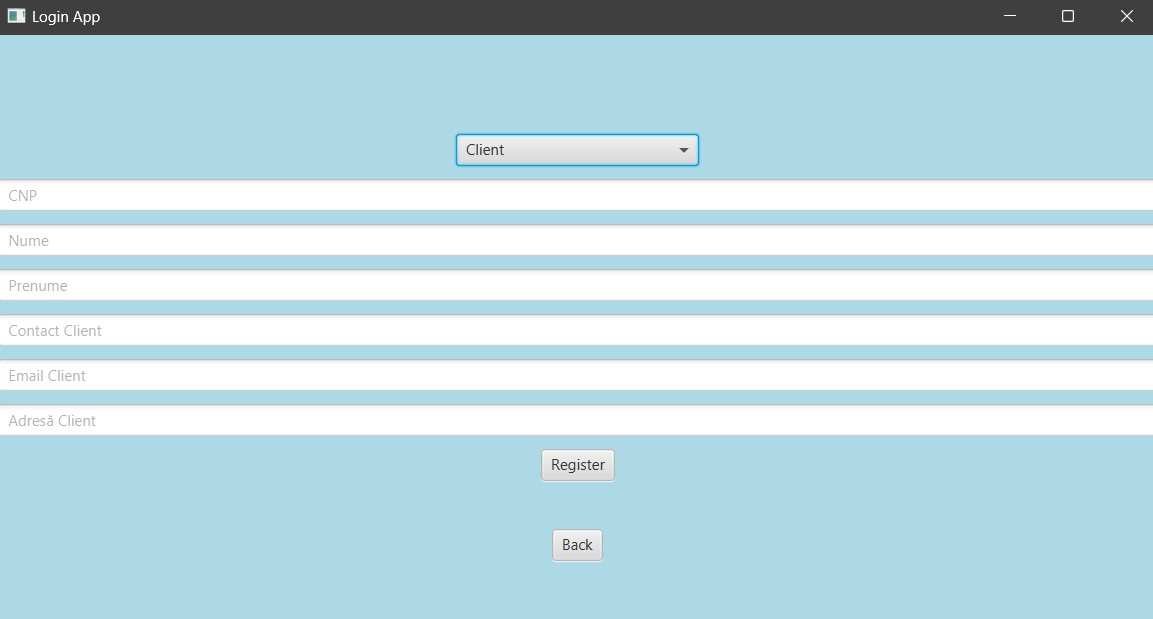 Login App
Client
CNP
Nume
Prenume
Contact Client
Email Client
Adresă Client
Register
Back